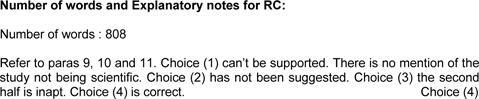 Number of words and Explanatory notes for RC:
Number of words : 808
Refer to paras 9, 10 and 11. Choice (1) can't be supported. There is no mention of the
study not being scientific. Choice (2) has not been suggested. Choice (3) the second
half is inapt. Choice (4) is correct. Choice (4)